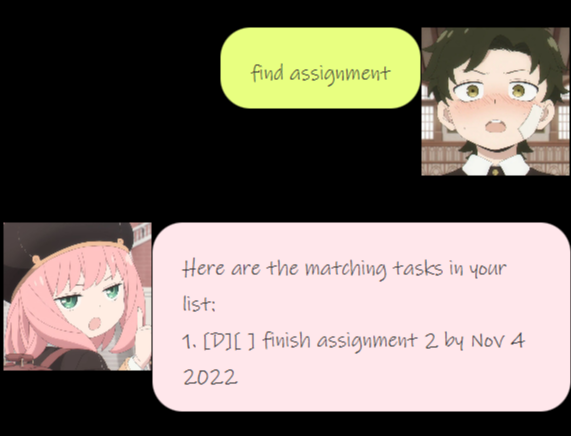 find assignment
Here are the matching tasks in your
list:
1. [D][ ] finish assignment 2 by Nov 4
2022